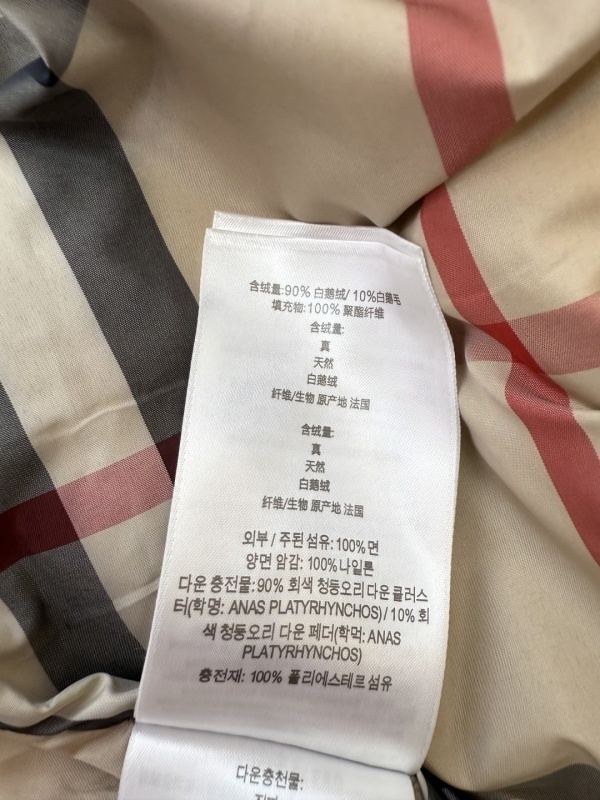 含绒量:90% 白鹅绒/ 10%白鹅毛
填充物:100% 聚酯纤维
含绒量:
真
天然
白鹅绒
纤维/生物 原产地 法国
含绒量:
真
天然
白鹅绒
纤维/生物 原产地 法国
외부 / 주된 섬유: 100% 면
양면 암감: 100% 나일론
다운 충전물: 90% 회색 청둥오리 다운 클러스
터(학명: ANAS PLATYRHYNCHOS) / 10% 회
색 청둥오리 다운 페더(학먹: ANAS
PLATYRHYNCHOS)
충전재: 100% 폴리에스테르 섬유
다운충천물: